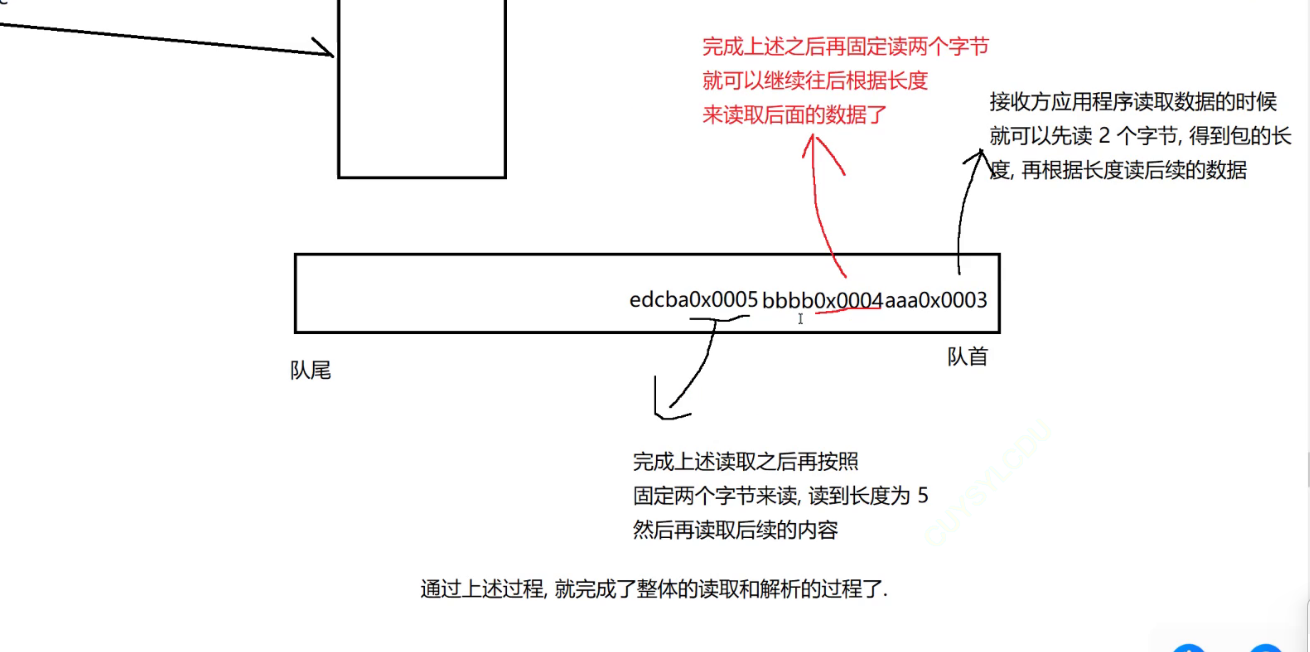 完成上述之后再固定读两个字节
就可以继续往后根据长度
来读取后面的数据了
接收方应用程序读取数据的时候
就可以先读 2 个字节, 得到包的长
度, 再根据长度读后续的数据
edcba0x0005 bbbb0x0004aaa0x0003
队尾
队首
完成上述读取之后再按照
固定两个字节来读, 读到长度为 5
然后再读取后续的内容
通过上述过程, 就完成了整体的读取和解析的过程了.